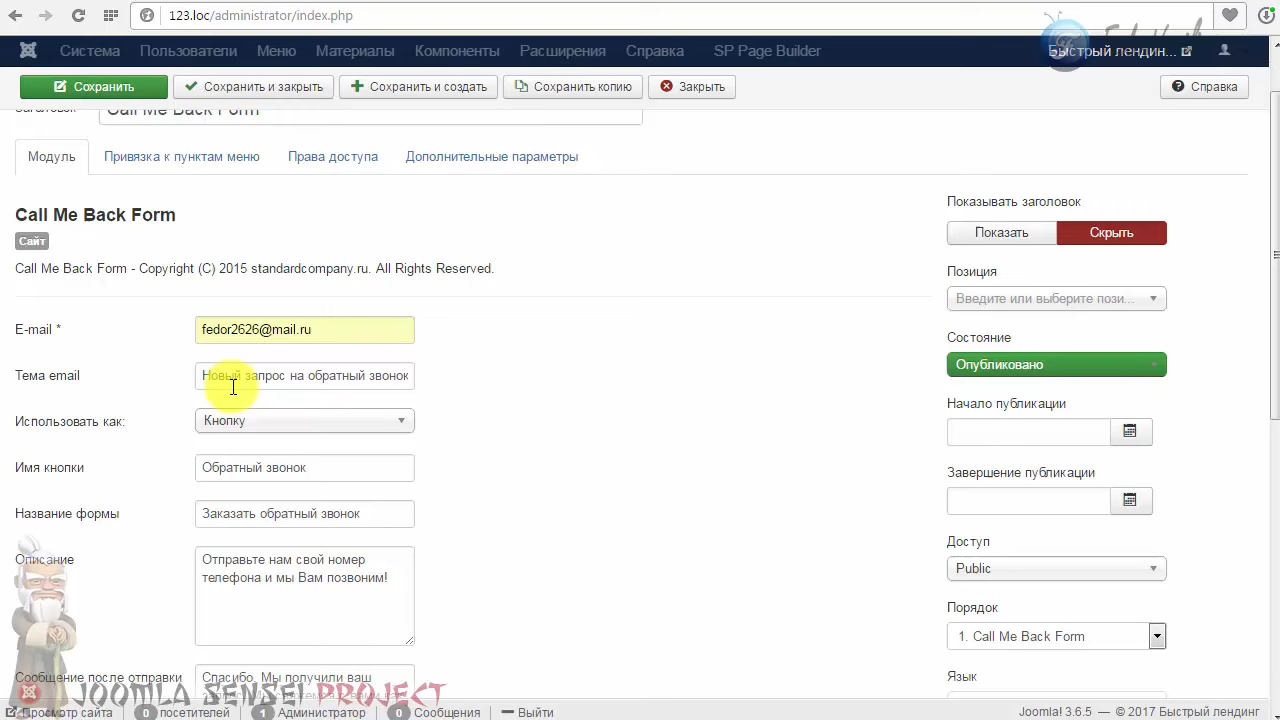 123.loc/administrator/index.php
Система Пользователи Меню Материалы Компоненты Расширения Справка SP Page Builder Быстрый лендин...
Сохранить Сохранить и закрыть Сохранить и создать Сохранить копию Закрыть Справка
Заголовок Call Me Back Form
Модуль Привязка к пунктам меню Права доступа Дополнительные параметры
Call Me Back Form
Сайт
Call Me Back Form - Copyright (C) 2015 standardcompany.ru. All Rights Reserved.
E-mail * fedor2626@mail.ru
Тема email Новый запрос на обратный звонок
Использовать как: Кнопку
Имя кнопки Обратный звонок
Название формы Заказать обратный звонок
Описание Отправьте нам свой номер
телефона и мы Вам позвоним!
Сообщение после отправки Спасибо. Мы получили ваш
Показывать заголовок
Показать Скрыть
Позиция
Введите или выберите пози...
Состояние
Опубликовано
Начало публикации
Завершение публикации
Доступ
Public
Порядок
1. Call Me Back Form
Язык
JOOMLA SENSEI PROJECT
Просмотр сайта 0 посетителей 1 Администратор 0 Сообщения Выйти Joomla! 3.6.5 — © 2017 Быстрый лендинг